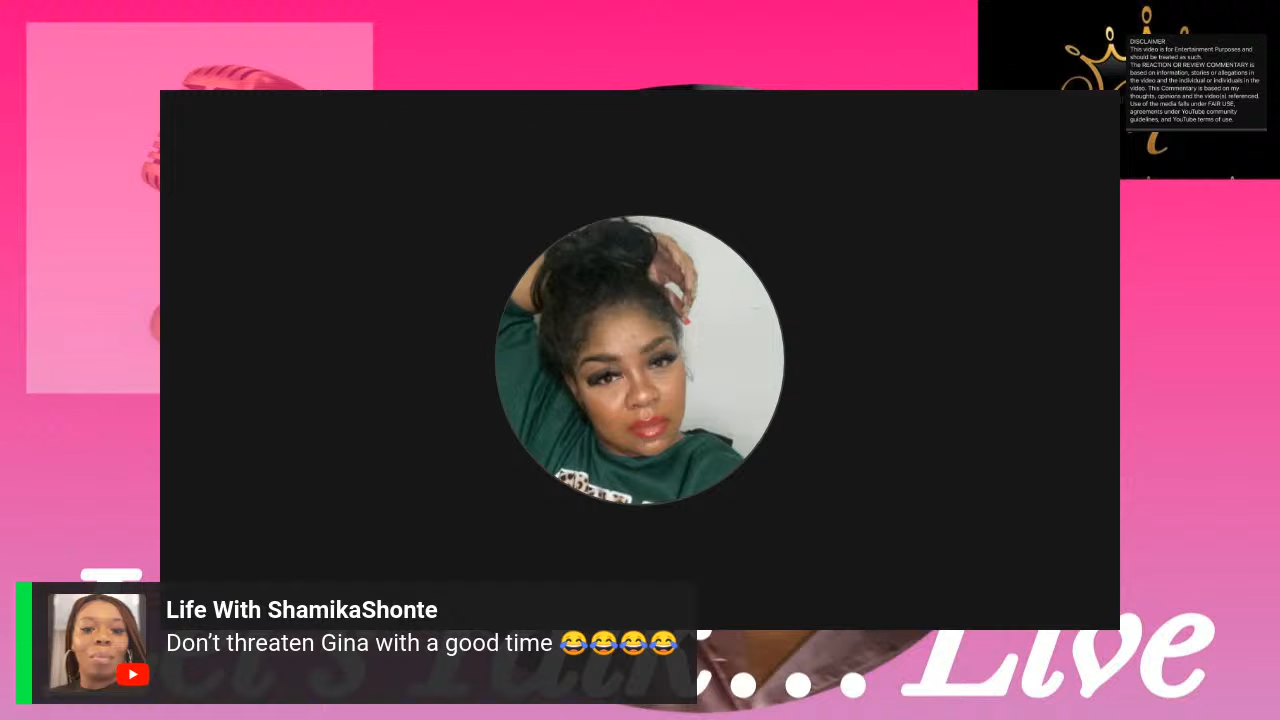 DISCLAIMER
This video is for Entertainment Purposes and
should be treated as such.
The REACTION OR REVIEW COMMENTARY is
based on information, stories or allegations in
the video and the individual or individuals in the
video. This Commentary is based on my
thoughts, opinions and the video(s) referenced.
Use of the media falls under FAIR USE,
agreements under YouTube community
guidelines, and YouTube terms of use.
Life With ShamikaShonte
Don’t threaten Gina with a good time 😂😂😂😂
Let's Talk... Live